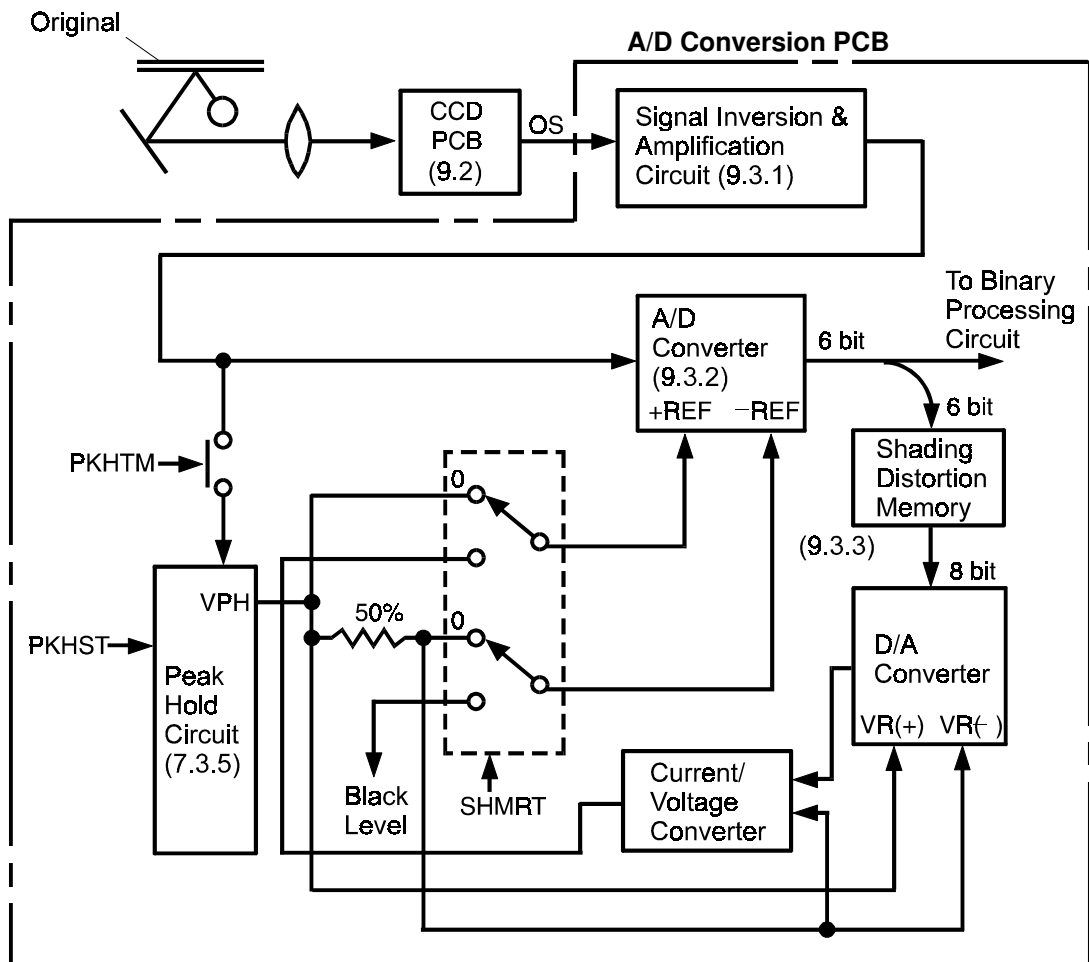 Original
A/D Conversion PCB
CCD
PCB
(9.2)
OS
Signal Inversion &
Amplification
Circuit (9.3.1)
To Binary
Processing
Circuit
A/D
Converter
(9.3.2)
+REF −REF
6 bit
6 bit
Shading
Distortion
Memory
(9.3.3)
8 bit
PKHTM
0
VPH
50%
0
PKHST
Peak
Hold
Circuit
(7.3.5)
D/A
Converter
VR(+) VR(−)
Black
Level
SHMRT
Current/
Voltage
Converter